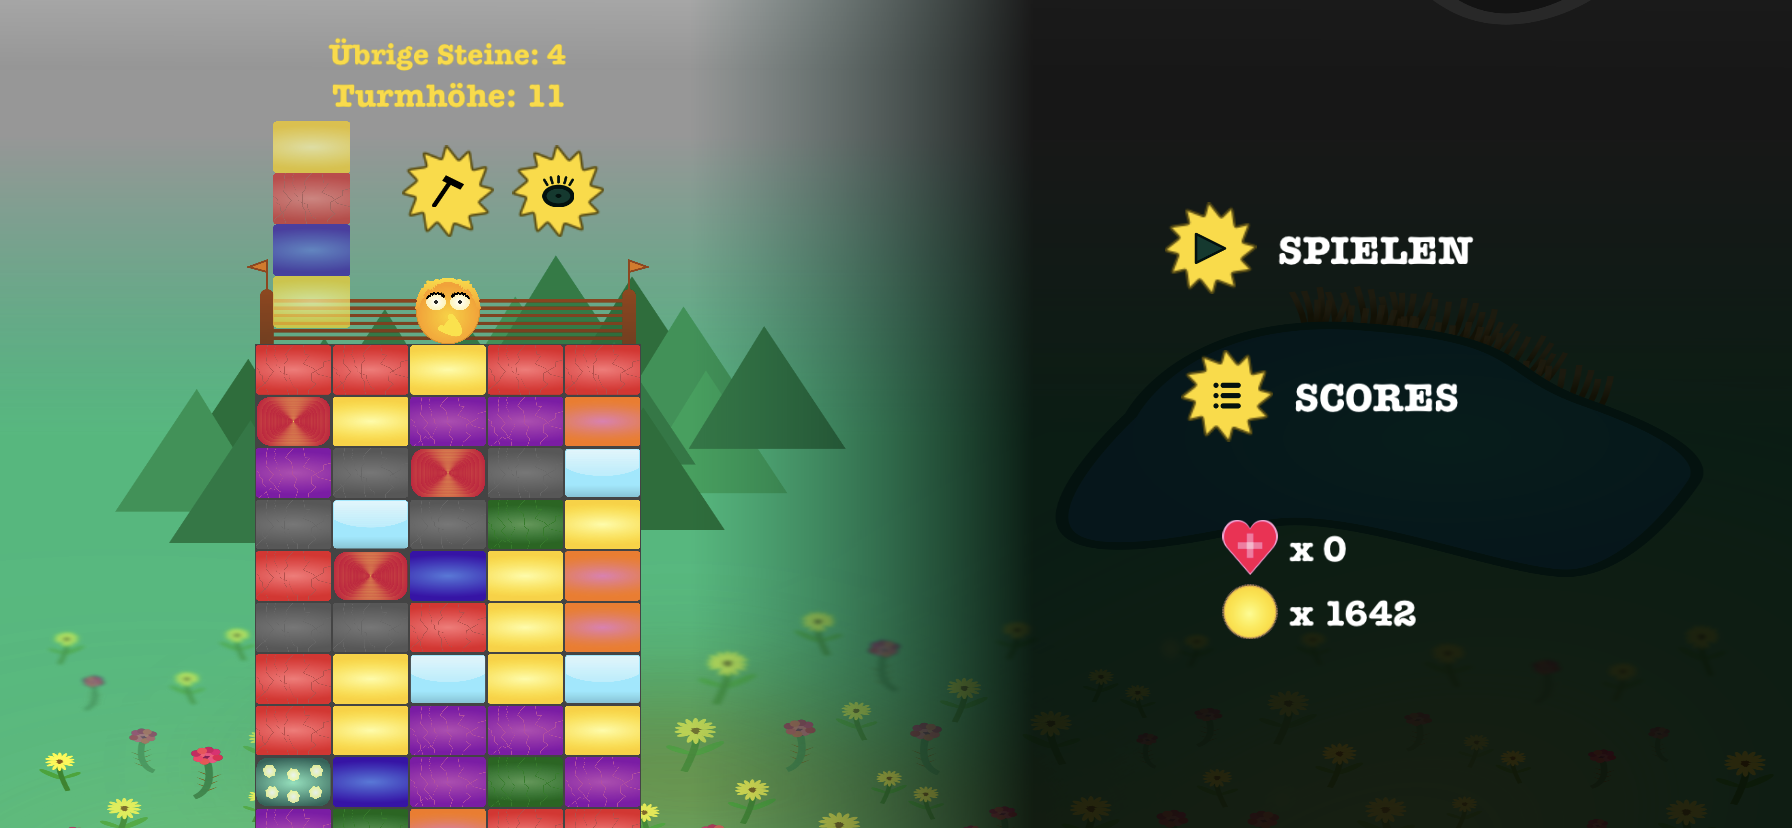 Übrige Steine: 4
Turmhöhe: 11
SPIELEN
SCORES
x 0
x 1642